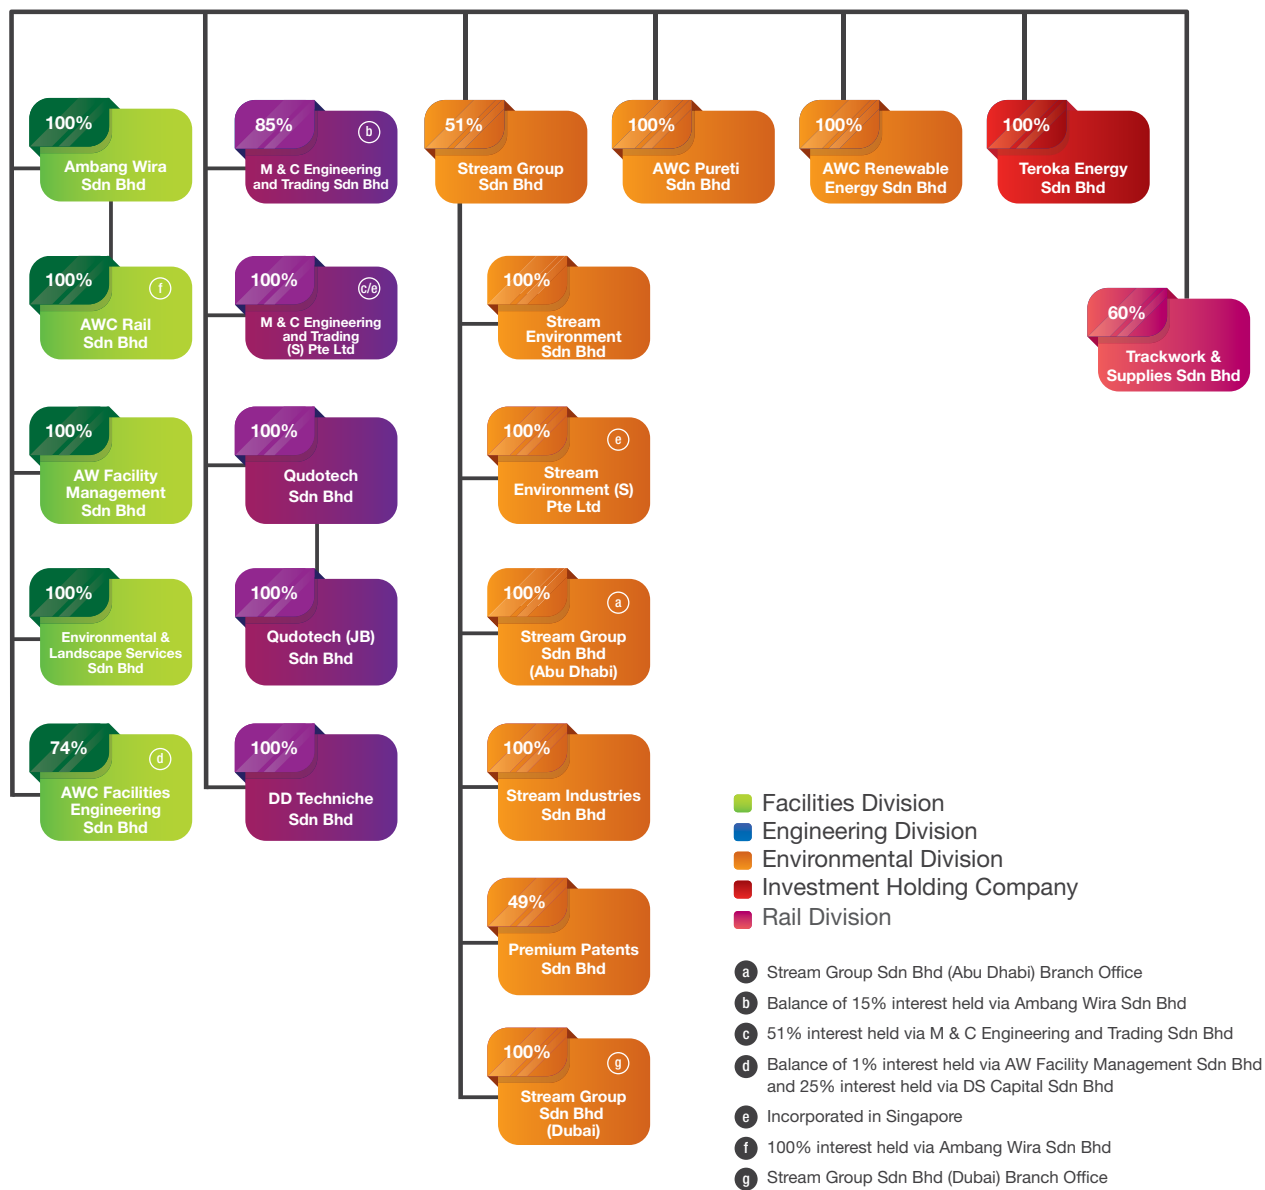 100%
Ambang Wira
Sdn Bhd
85%
b
M & C Engineering
and Trading Sdn Bhd
51%
Stream Group
Sdn Bhd
100%
AWC Pureti
Sdn Bhd
100%
AWC Renewable
Energy Sdn Bhd
100%
Teroka Energy
Sdn Bhd
100%
f
AWC Rail
Sdn Bhd
100%
c/e
M & C Engineering
and Trading
(S) Pte Ltd
100%
Stream
Environment
Sdn Bhd
60%
Trackwork &
Supplies Sdn Bhd
100%
AW Facility
Management
Sdn Bhd
100%
Qudotech
Sdn Bhd
100%
e
Stream
Environment (S)
Pte Ltd
100%
Environmental &
Landscape Services
Sdn Bhd
100%
Qudotech (JB)
Sdn Bhd
100%
a
Stream Group
Sdn Bhd
(Abu Dhabi)
74%
d
AWC Facilities
Engineering
Sdn Bhd
100%
DD Techniche
Sdn Bhd
100%
Stream Industries
Sdn Bhd
49%
Premium Patents
Sdn Bhd
100%
g
Stream Group
Sdn Bhd
(Dubai)
Facilities Division
Engineering Division
Environmental Division
Investment Holding Company
Rail Division
a Stream Group Sdn Bhd (Abu Dhabi) Branch Office
b Balance of 15% interest held via Ambang Wira Sdn Bhd
c 51% interest held via M & C Engineering and Trading Sdn Bhd
d Balance of 1% interest held via AW Facility Management Sdn Bhd
and 25% interest held via DS Capital Sdn Bhd
e Incorporated in Singapore
f 100% interest held via Ambang Wira Sdn Bhd
g Stream Group Sdn Bhd (Dubai) Branch Office